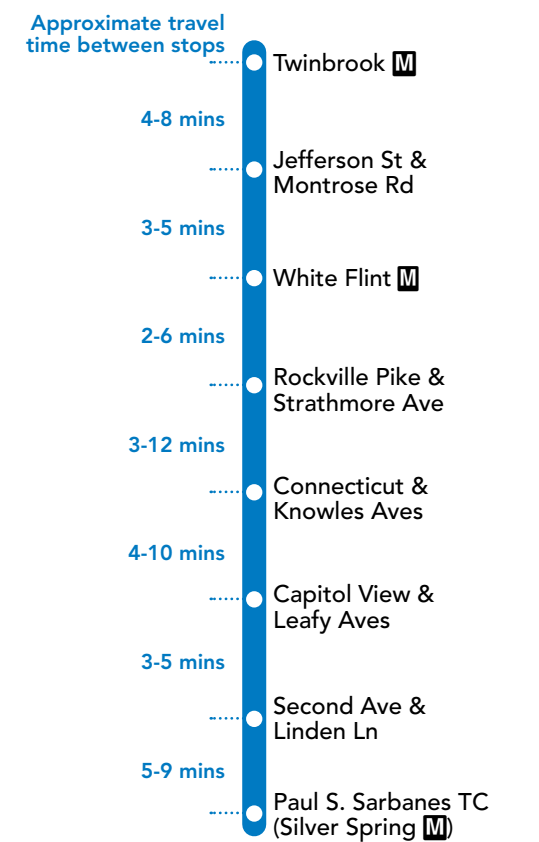 Approximate travel
time between stops
Twinbrook M
4-8 mins
Jefferson St &
Montrose Rd
3-5 mins
White Flint M
2-6 mins
Rockville Pike &
Strathmore Ave
3-12 mins
Connecticut &
Knowles Aves
4-10 mins
Capitol View &
Leafy Aves
3-5 mins
Second Ave &
Linden Ln
5-9 mins
Paul S. Sarbanes TC
(Silver Spring M)